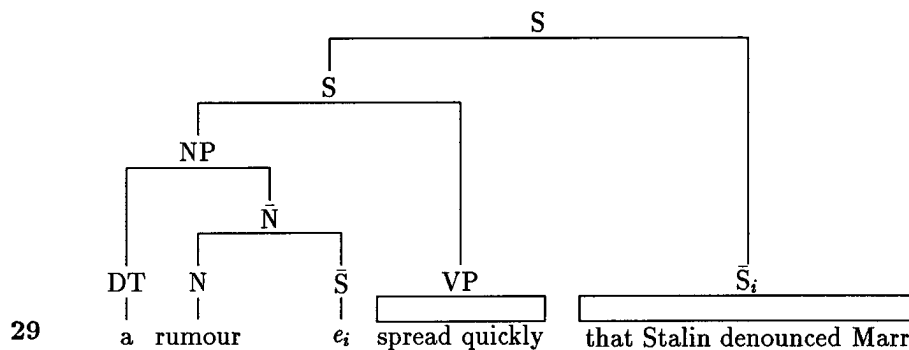 S
S
NP
N̄
DT N S̄ VP S̄ᵢ
29 a rumour eᵢ spread quickly that Stalin denounced Marr